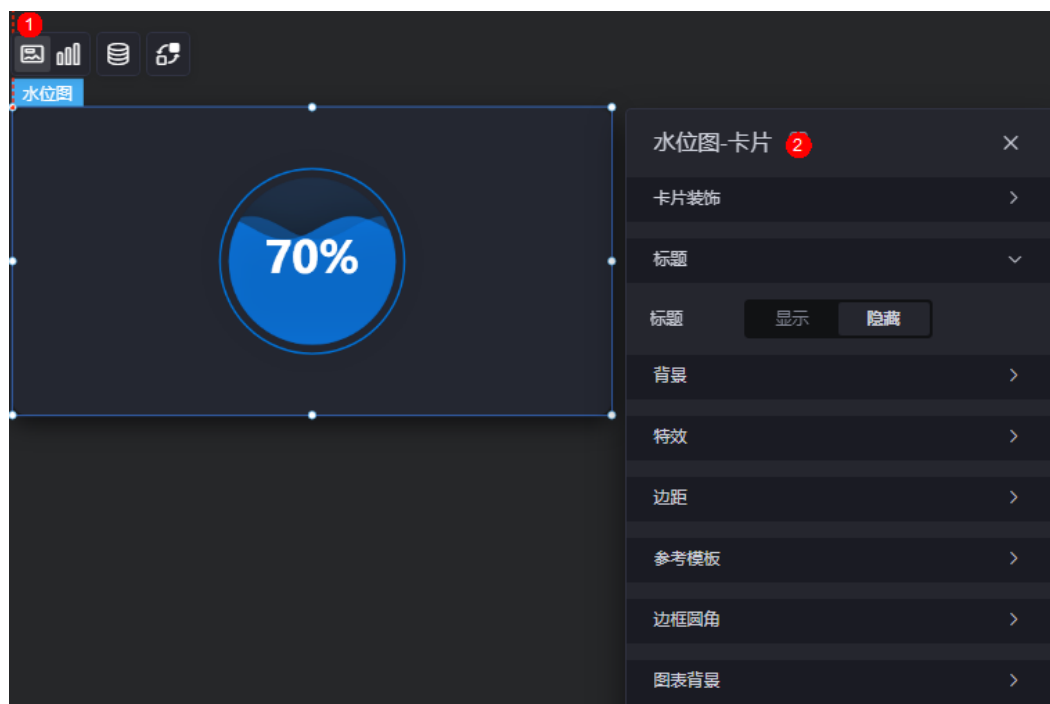 1
水位图
70%
水位图-卡片 2
卡片装饰
标题
标题 显示 隐藏
背景
特效
边距
参考模板
边框圆角
图表背景